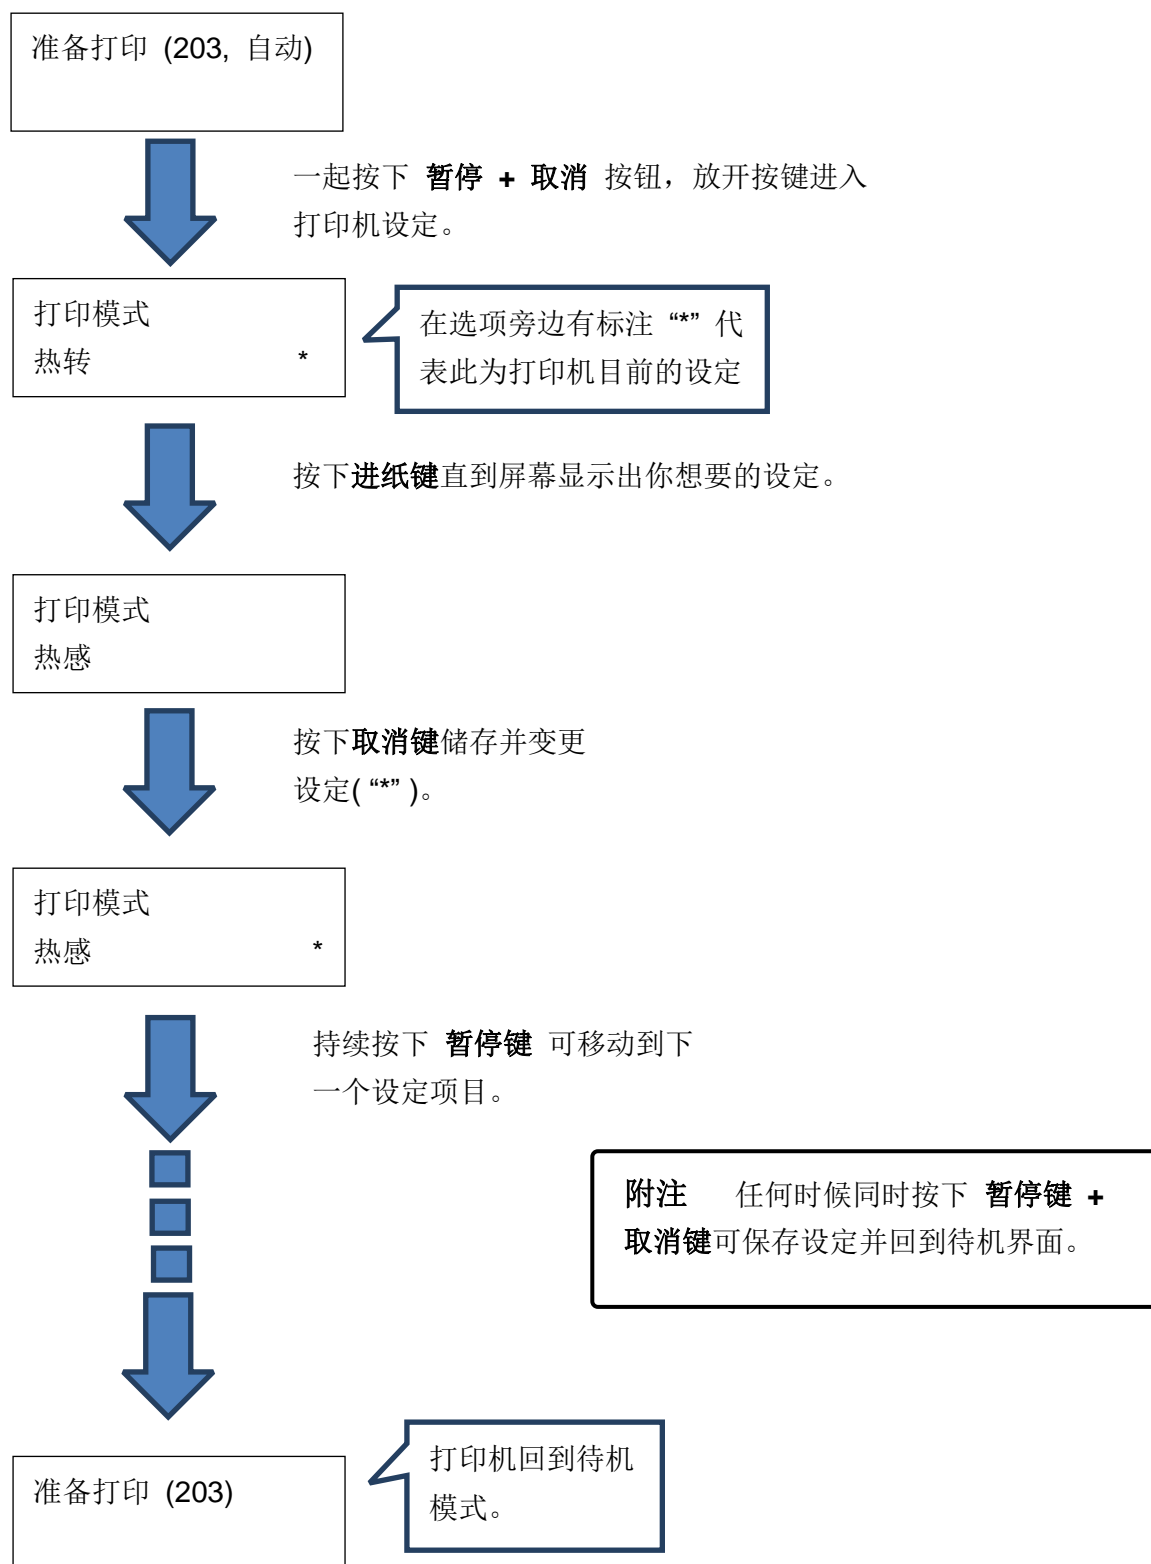 准备打印 (203, 自动)
一起按下 暂停 + 取消 按钮，放开按键进入
打印机设定。
打印模式
热转 *
在选项旁边有标注 “*” 代
表此为打印机目前的设定
按下进纸键直到屏幕显示出你想要的设定。
打印模式
热感
按下取消键储存并变更
设定( “*” )。
打印模式
热感 *
持续按下 暂停键 可移动到下
一个设定项目。
附注 任何时候同时按下 暂停键 +
取消键可保存设定并回到待机界面。
准备打印 (203)
打印机回到待机
模式。